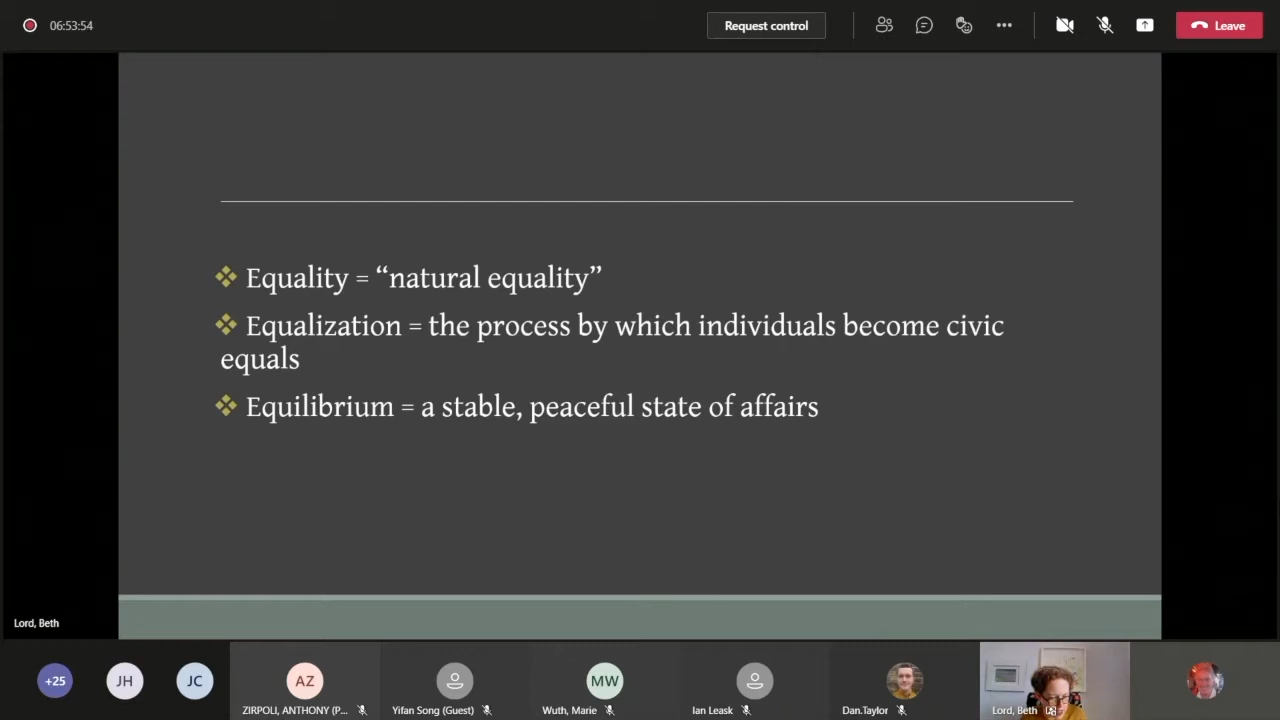 06:53:54
Request control
Leave
❖ Equality = “natural equality”
❖ Equalization = the process by which individuals become civic
equals
❖ Equilibrium = a stable, peaceful state of affairs
Lord, Beth
+25
JH
JC
AZ
MW
ZIRPOLI, ANTHONY (P...
Yifan Song (Guest)
Wuth, Marie
Ian Leask
Dan.Taylor
Lord, Beth